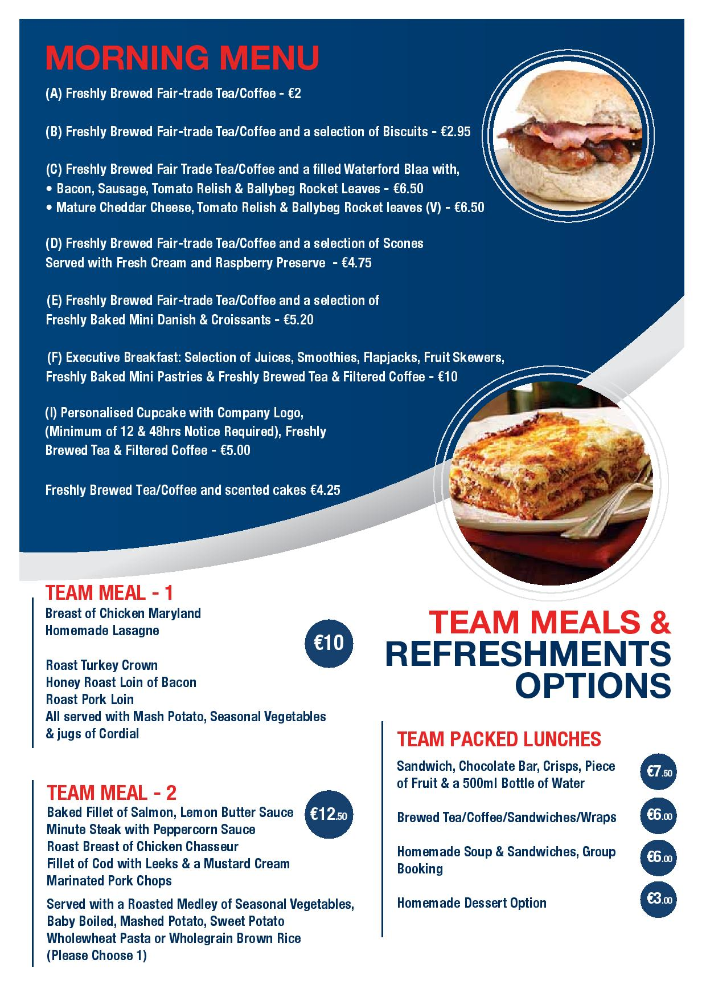 MORNING MENU
(A) Freshly Brewed Fair-trade Tea/Coffee - €2
(B) Freshly Brewed Fair-trade Tea/Coffee and a selection of Biscuits - €2.95
(C) Freshly Brewed Fair Trade Tea/Coffee and a filled Waterford Blaa with,
• Bacon, Sausage, Tomato Relish & Ballybeg Rocket Leaves - €6.50
• Mature Cheddar Cheese, Tomato Relish & Ballybeg Rocket leaves (V) - €6.50
(D) Freshly Brewed Fair-trade Tea/Coffee and a selection of Scones
Served with Fresh Cream and Raspberry Preserve - €4.75
(E) Freshly Brewed Fair-trade Tea/Coffee and a selection of
Freshly Baked Mini Danish & Croissants - €5.20
(F) Executive Breakfast: Selection of Juices, Smoothies, Flapjacks, Fruit Skewers,
Freshly Baked Mini Pastries & Freshly Brewed Tea & Filtered Coffee - €10
(I) Personalised Cupcake with Company Logo,
(Minimum of 12 & 48hrs Notice Required), Freshly
Brewed Tea & Filtered Coffee - €5.00
Freshly Brewed Tea/Coffee and scented cakes €4.25
TEAM MEAL - 1
Breast of Chicken Maryland
Homemade Lasagne
€10
Roast Turkey Crown
Honey Roast Loin of Bacon
Roast Pork Loin
All served with Mash Potato, Seasonal Vegetables
& jugs of Cordial
TEAM MEAL - 2
Baked Fillet of Salmon, Lemon Butter Sauce
€12.50
Minute Steak with Peppercorn Sauce
Roast Breast of Chicken Chasseur
Fillet of Cod with Leeks & a Mustard Cream
Marinated Pork Chops
Served with a Roasted Medley of Seasonal Vegetables,
Baby Boiled, Mashed Potato, Sweet Potato
Wholewheat Pasta or Wholegrain Brown Rice
(Please Choose 1)
TEAM MEALS &
REFRESHMENTS
OPTIONS
TEAM PACKED LUNCHES
Sandwich, Chocolate Bar, Crisps, Piece
of Fruit & a 500ml Bottle of Water
€7.50
Brewed Tea/Coffee/Sandwiches/Wraps
€6.00
Homemade Soup & Sandwiches, Group
Booking
€6.00
Homemade Dessert Option
€3.00